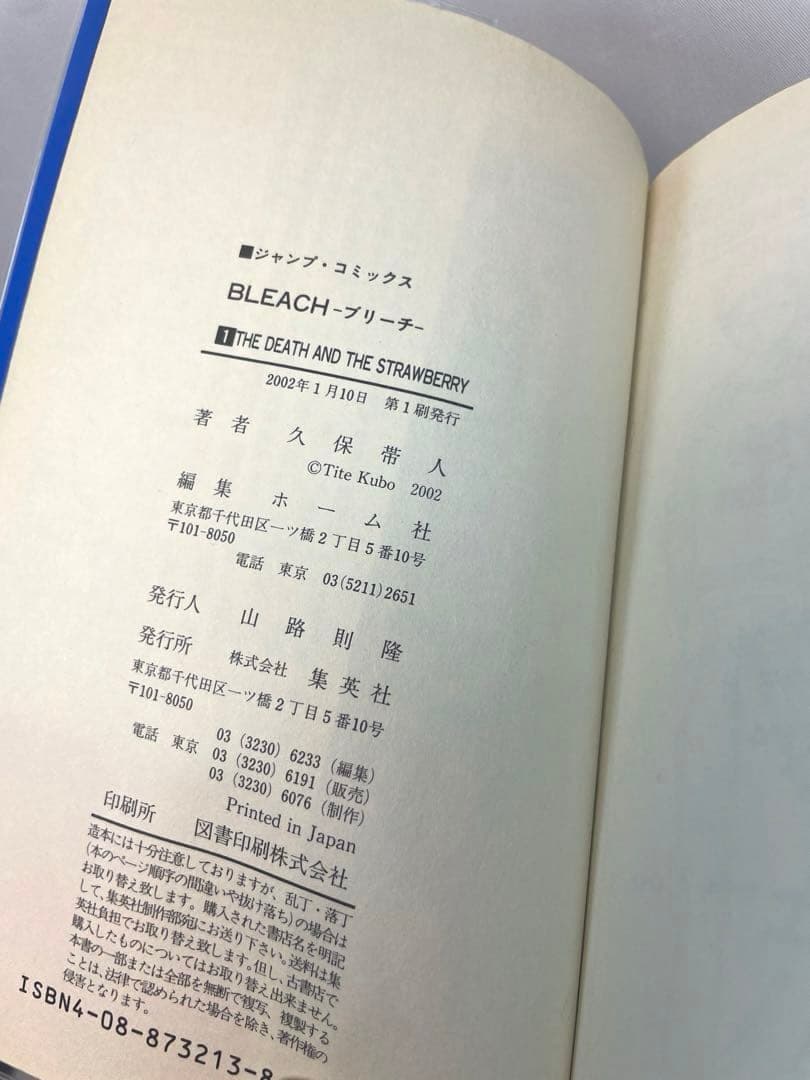 ■ジャンプ・コミックス
BLEACH-ブリーチ-
1 THE DEATH AND THE STRAWBERRY
2002年1月10日 第1刷発行
著者 久保帯人
©Tite Kubo 2002
編集 ホーム社
東京都千代田区一ツ橋2丁目5番10号
〒101-8050
電話 東京 03(5211)2651
発行人 山路則隆
発行所 株式会社 集英社
東京都千代田区一ツ橋2丁目5番10号
〒101-8050
03 (3230) 6233 (編集)
電話 東京 03 (3230) 6191 (販売)
03 (3230) 6076 (制作)
Printed in Japan
印刷所 図書印刷株式会社
造本には十分注意しておりますが、乱丁・落丁
(本のページ順序の間違いや抜け落ち)の場合は
お取り替え致します。購入された書店名を明記
して、集英社制作部宛にお送り下さい。送料は集
英社負担でお取り替え致します。但し、古書店で
購入したものについてはお取り替え出来ません。
本書の一部または全部を無断で複写、複製する
ことは、法律で認められた場合を除き、著作権の
侵害となります。
ISBN4-08-873213-8